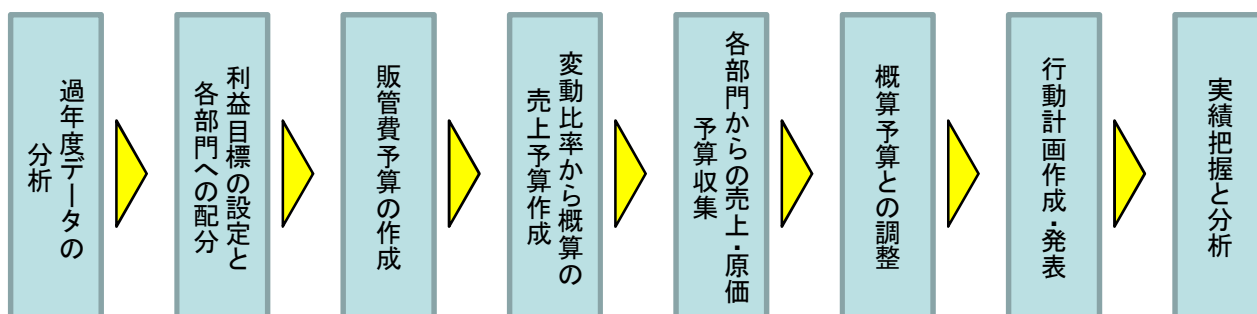 過年度データの
分析
利益目標の設定と
各部門への配分
販管費予算の作成
変動比率から概算の
売上予算作成
各部門からの売上・原価
予算収集
概算予算との調整
行動計画作成・発表
実績把握と分析